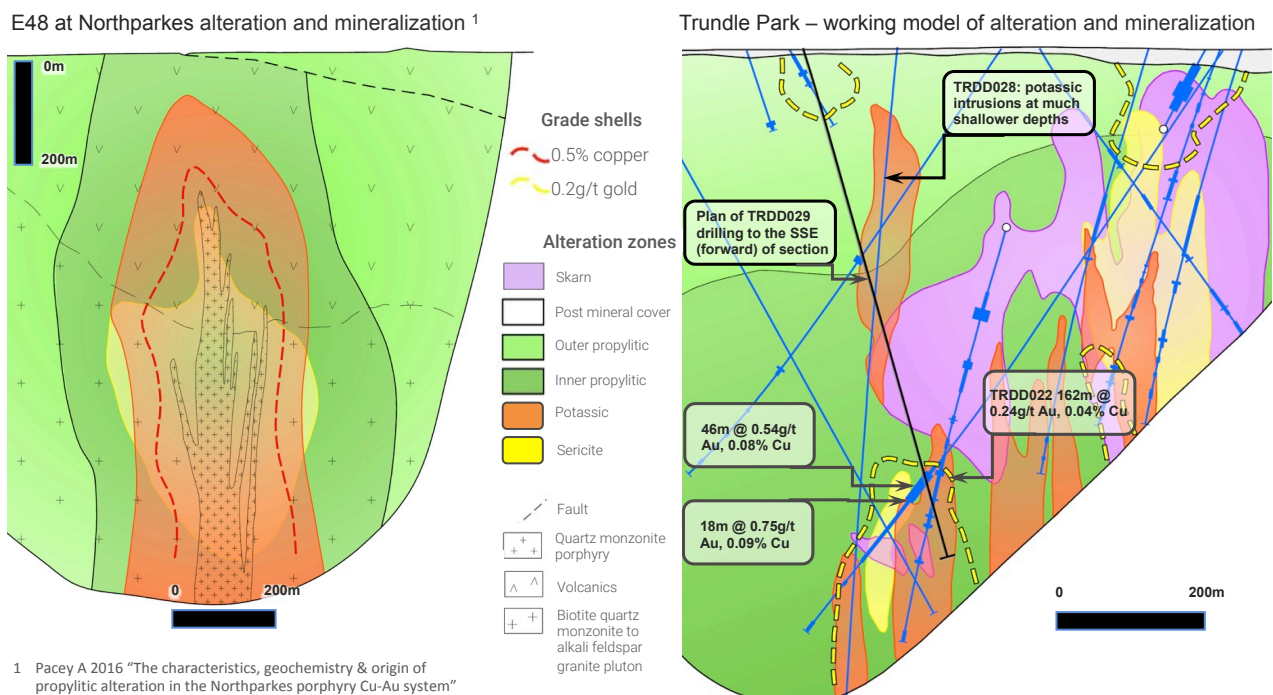 E48 at Northparkes alteration and mineralization 1
0m
200m
0
200m
1 Pacey A 2016 “The characteristics, geochemistry & origin of
propylitic alteration in the Northparkes porphyry Cu-Au system”
Grade shells
0.5% copper
0.2g/t gold
Alteration zones
Skarn
Post mineral cover
Outer propylitic
Inner propylitic
Potassic
Sericite
Fault
Quartz monzonite
porphyry
Volcanics
Biotite quartz
monzonite to
alkali feldspar
granite pluton
Trundle Park – working model of alteration and mineralization
TRDD028: potassic
intrusions at much
shallower depths
Plan of TRDD029
drilling to the SSE
(forward) of section
TRDD022 162m @
0.24g/t Au, 0.04% Cu
46m @ 0.54g/t
Au, 0.08% Cu
18m @ 0.75g/t
Au, 0.09% Cu
0
200m